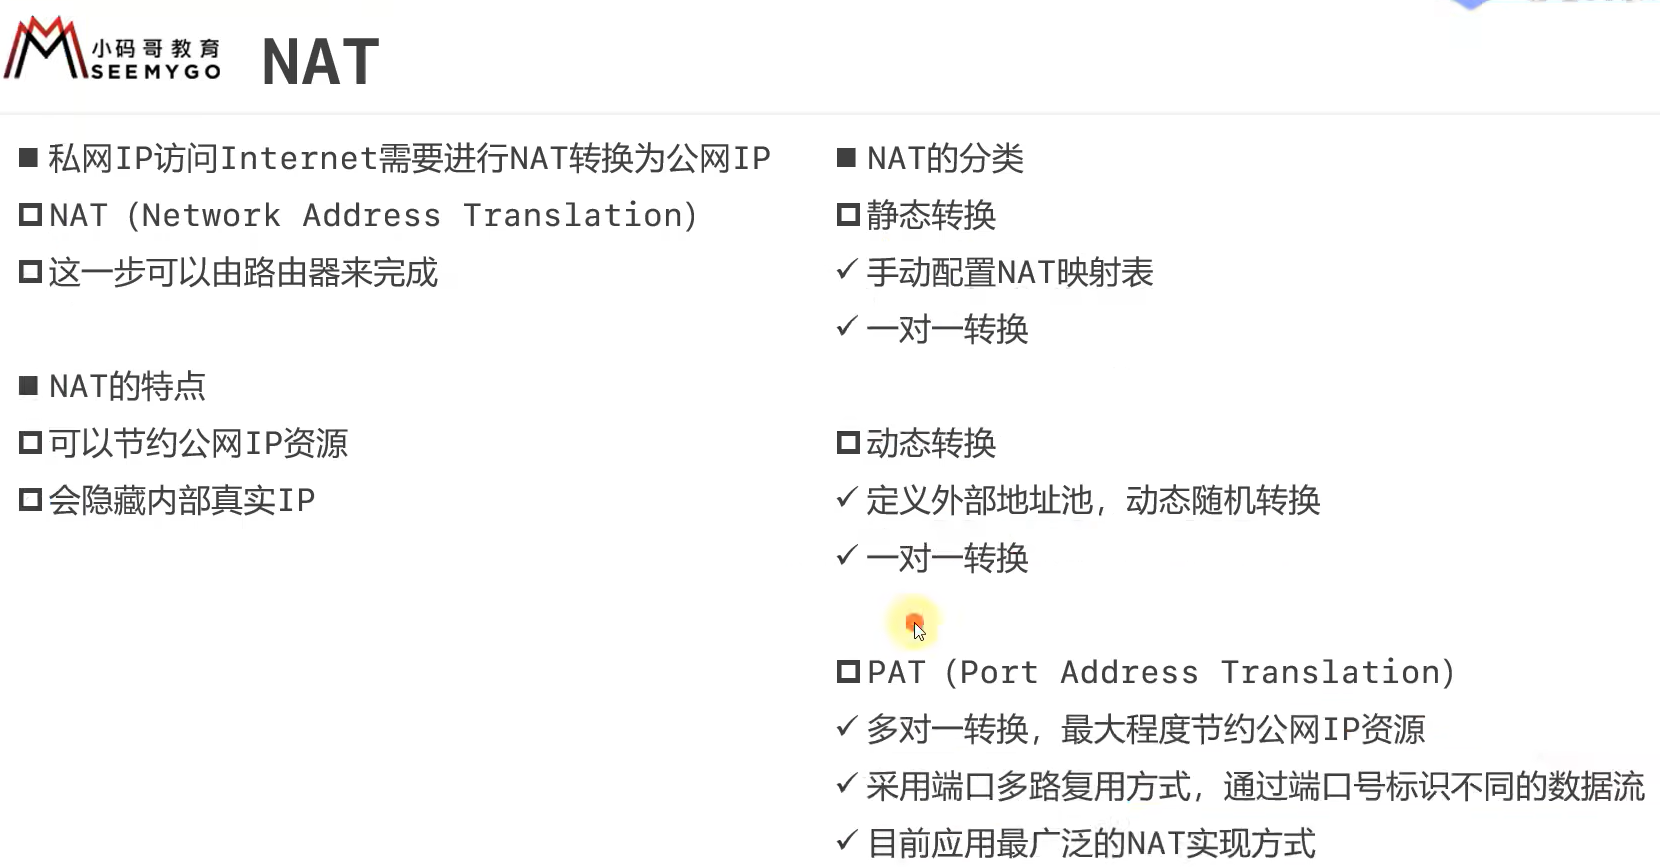 小码哥教育
SEEMYGO
NAT
■ 私网IP访问Internet需要进行NAT转换为公网IP
□ NAT（Network Address Translation）
□ 这一步可以由路由器来完成
■ NAT的特点
□ 可以节约公网IP资源
□ 会隐藏内部真实IP
■ NAT的分类
□ 静态转换
✓ 手动配置NAT映射表
✓ 一对一转换
□ 动态转换
✓ 定义外部地址池，动态随机转换
✓ 一对一转换
□ PAT（Port Address Translation）
✓ 多对一转换，最大程度节约公网IP资源
✓ 采用端口多路复用方式，通过端口号标识不同的数据流
✓ 目前应用最广泛的NAT实现方式